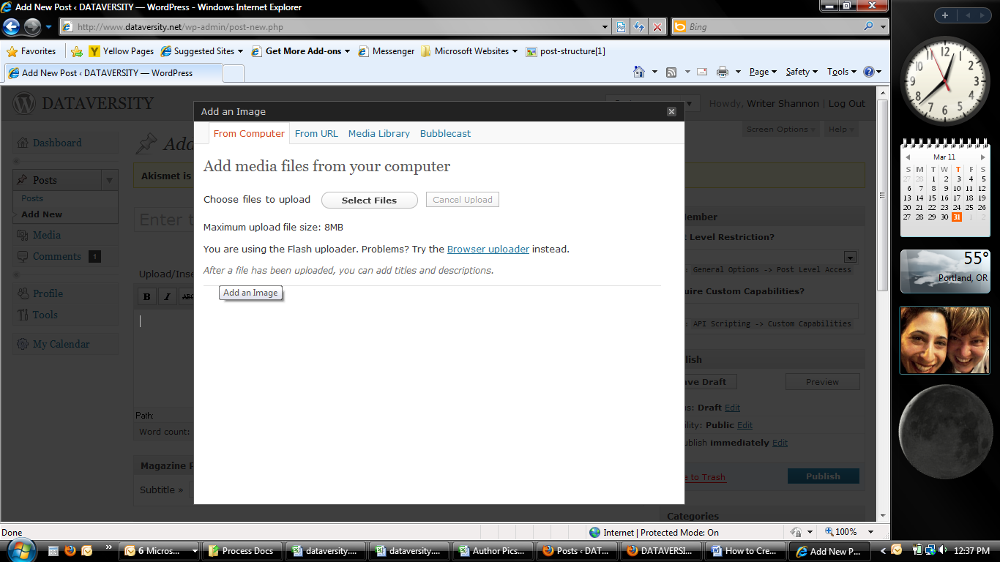 Add New Post ‹ DATAVERSITY — WordPress - Windows Internet Explorer
http://www.dataversity.net/wp-admin/post-new.php
Bing
Favorites
Yellow Pages
Suggested Sites
Get More Add-ons
Messenger
Microsoft Websites
post-structure[1]
Add New Post ‹ DATAVERSITY — WordPress
Page
Safety
Tools
DATAVERSITY
Howdy, Writer Shannon | Log Out
Screen Options
Help
Dashboard
Posts
Posts
Add New
Media
Comments 1
Profile
Tools
My Calendar
Akismet is
Enter t
Upload/Inse
B I ABC
Path:
Word count:
Magazine P
Subtitle »
Add an Image
From Computer
From URL
Media Library
Bubblecast
Add media files from your computer
Choose files to upload
Select Files
Cancel Upload
Maximum upload file size: 8MB
You are using the Flash uploader. Problems? Try the Browser uploader instead.
After a file has been uploaded, you can add titles and descriptions.
Add an Image
ember
Level Restriction?
: General Options -> Post Level Access
uire Custom Capabilities?
: API Scripting -> Custom Capabilities
lish
ve Draft
Preview
s: Draft Edit
ility: Public Edit
ublish immediately Edit
e to Trash
Publish
Categories
12 1 2 3 4 5 6 7 8 9 10 11
Mar 11
S M T W T F S
27 28 1 2 3 4 5
6 7 8 9 10 11 12
13 14 15 16 17 18 19
20 21 22 23 24 25 26
27 28 29 30 31 1 2
55°
Portland, OR
Done
Internet | Protected Mode: On
100%
6 Micros...
Process Docs
dataversity....
dataversity....
Author Pics...
Posts ‹ DAT...
DATAVERSI...
How to Cre...
Add New P...
12:37 PM